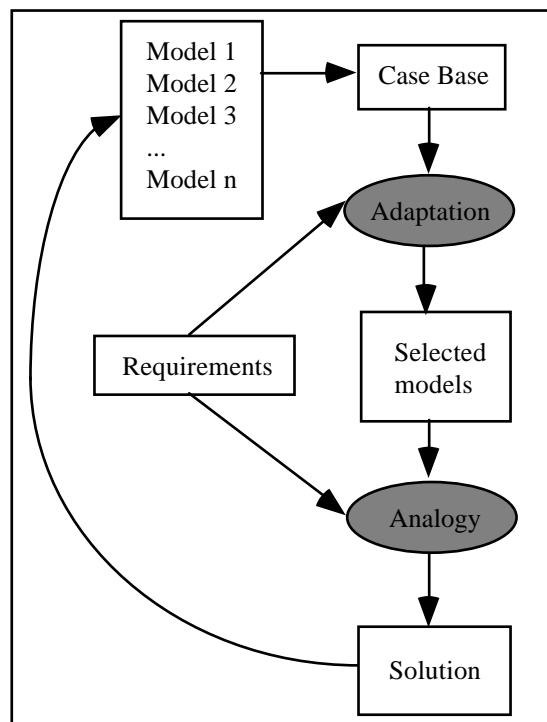 Model 1
Model 2
Model 3
...
Model n
Case Base
Adaptation
Requirements
Selected
models
Analogy
Solution